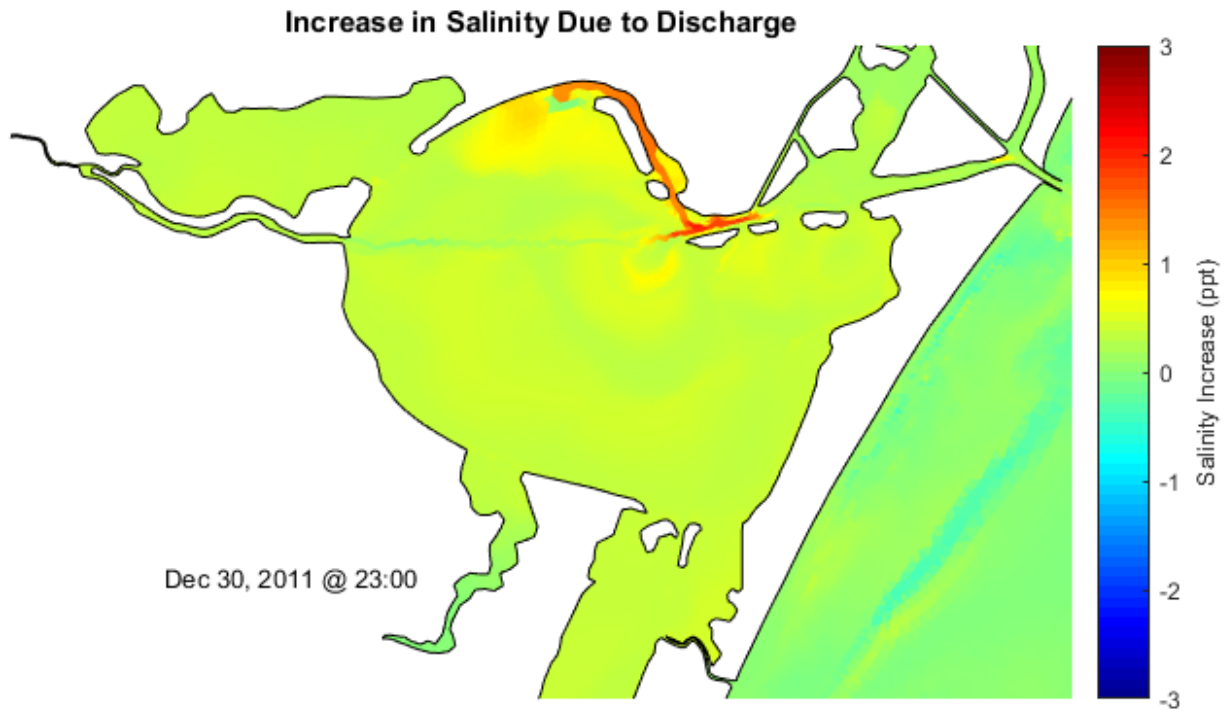 Increase in Salinity Due to Discharge
3
2
1
0
-1
-2
-3
Salinity Increase (ppt)
Dec 30, 2011 @ 23:00